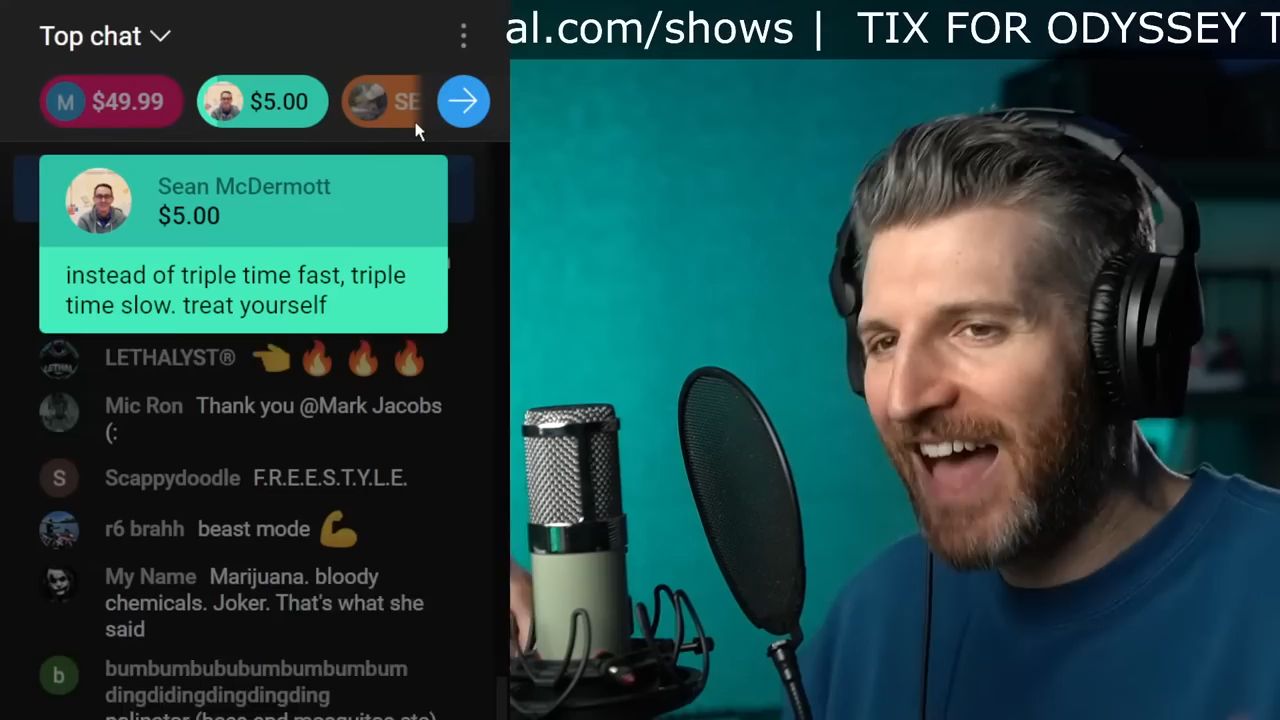 Top chat
al.com/shows | TIX FOR ODYSSEY T
M $49.99 $5.00 SE
Sean McDermott
$5.00
instead of triple time fast, triple
time slow. treat yourself
LETHALYST® 👈 🔥 🔥 🔥
Mic Ron Thank you @Mark Jacobs
(:
S Scappydoodle F.R.E.E.S.T.Y.L.E.
r6 brahh beast mode 💪
My Name Marijuana. bloody
chemicals. Joker. That's what she
said
b bumbumbububumbumbumbum
dingdidingdingdingding